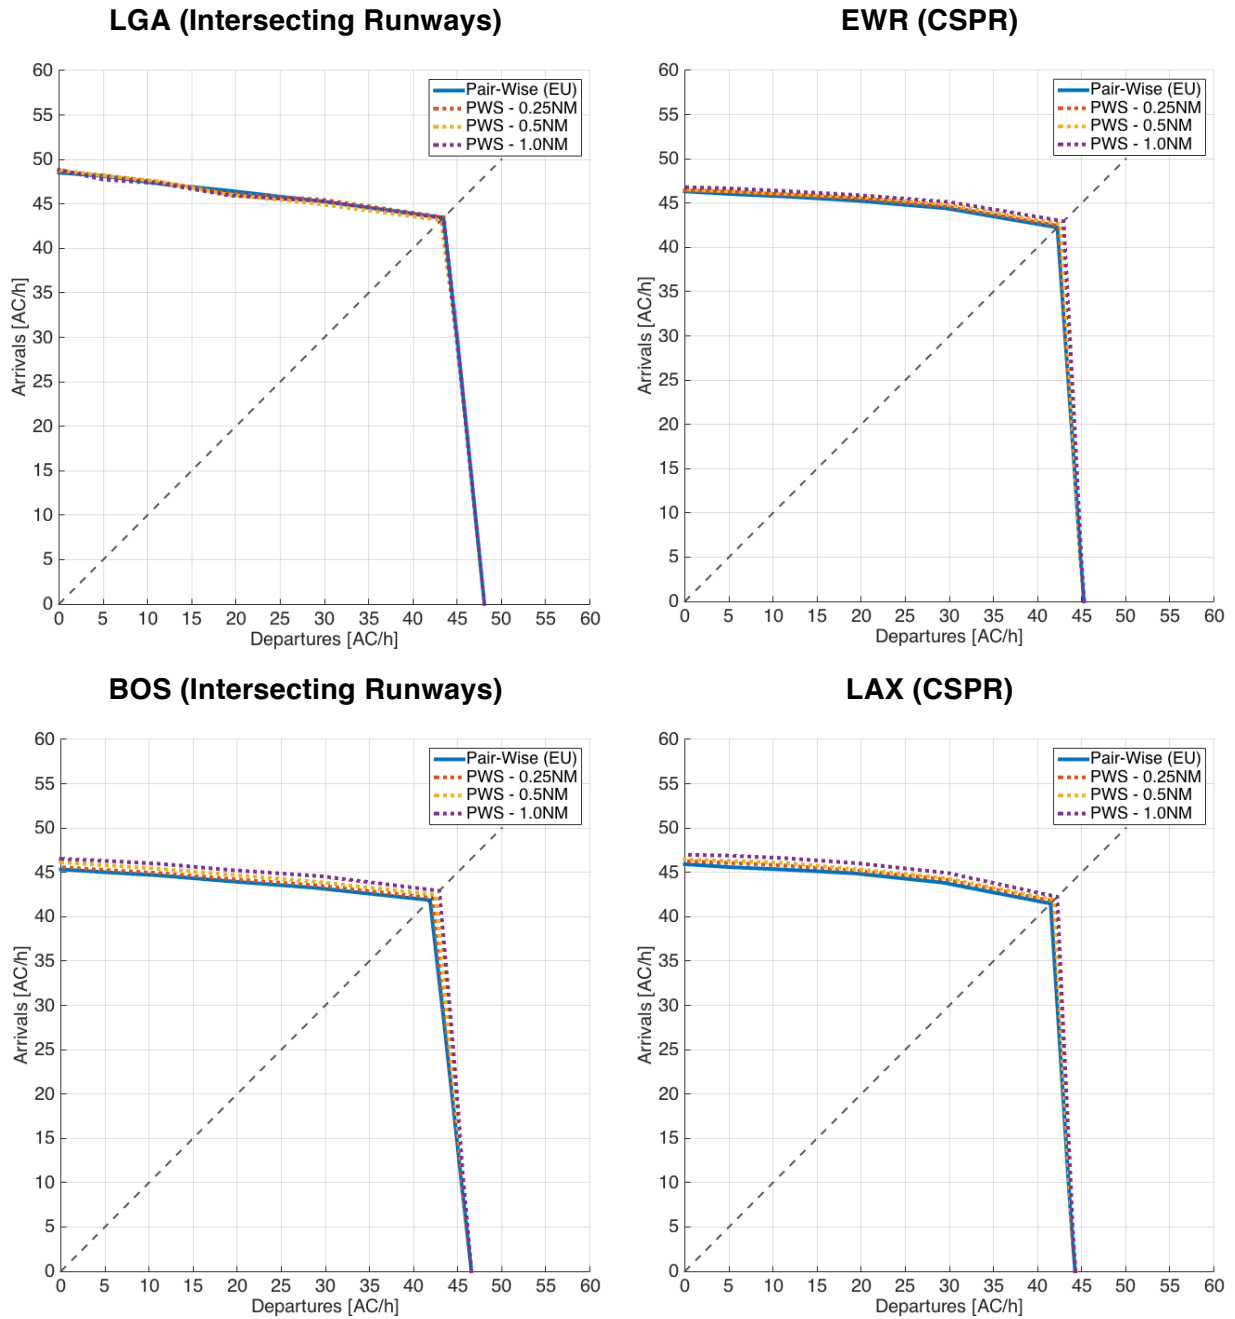 LGA (Intersecting Runways)
60
55
50
45
40
35
30
25
20
15
10
5
0
Arrivals [AC/h]
Pair-Wise (EU)
PWS - 0.25NM
PWS - 0.5NM
PWS - 1.0NM
0 5 10 15 20 25 30 35 40 45 50 55 60
Departures [AC/h]
EWR (CSPR)
60
55
50
45
40
35
30
25
20
15
10
5
0
Arrivals [AC/h]
Pair-Wise (EU)
PWS - 0.25NM
PWS - 0.5NM
PWS - 1.0NM
0 5 10 15 20 25 30 35 40 45 50 55 60
Departures [AC/h]
BOS (Intersecting Runways)
60
55
50
45
40
35
30
25
20
15
10
5
0
Arrivals [AC/h]
Pair-Wise (EU)
PWS - 0.25NM
PWS - 0.5NM
PWS - 1.0NM
0 5 10 15 20 25 30 35 40 45 50 55 60
Departures [AC/h]
LAX (CSPR)
60
55
50
45
40
35
30
25
20
15
10
5
0
Arrivals [AC/h]
Pair-Wise (EU)
PWS - 0.25NM
PWS - 0.5NM
PWS - 1.0NM
0 5 10 15 20 25 30 35 40 45 50 55 60
Departures [AC/h]